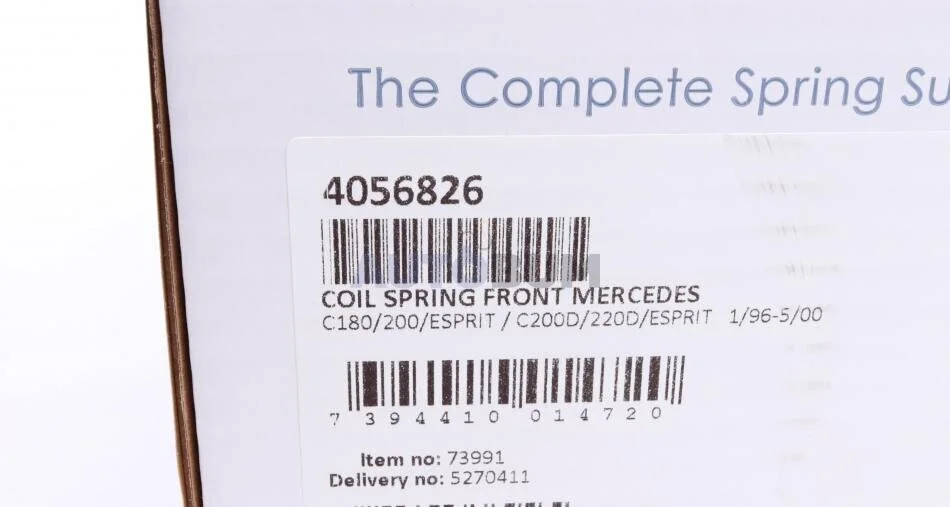 The Complete Spring Su
4056826
AUTODUM
COIL SPRING FRONT MERCEDES
C180/200/ESPRIT / C200D/220D/ESPRIT 1/96-5/00
7 394410 014720
Item no: 73991
Delivery no: 5270411